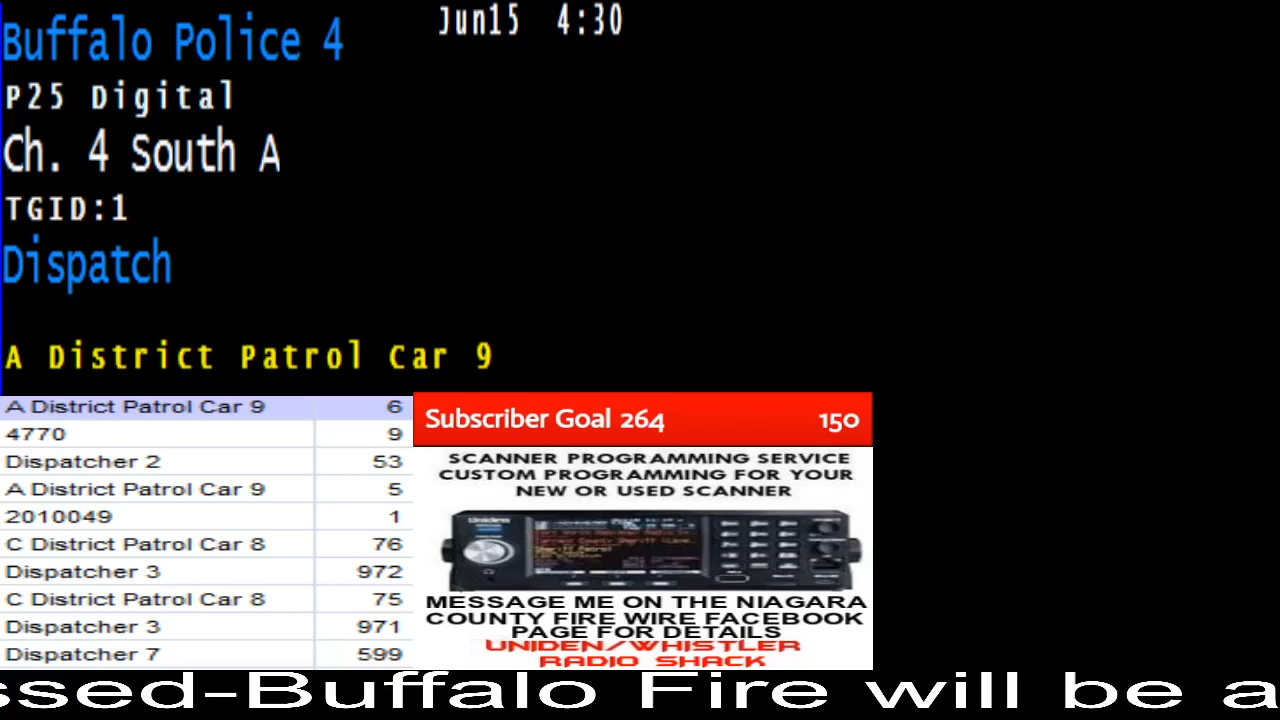 Buffalo Police 4
Jun15 4:30
P25 Digital
Ch. 4 South A
TGID:1
Dispatch
A District Patrol Car 9
A District Patrol Car 9 6
4770 9
Dispatcher 2 53
A District Patrol Car 9 5
2010049 1
C District Patrol Car 8 76
Dispatcher 3 972
C District Patrol Car 8 75
Dispatcher 3 971
Dispatcher 7 599
Subscriber Goal 264 150
SCANNER PROGRAMMING SERVICE
CUSTOM PROGRAMMING FOR YOUR
NEW OR USED SCANNER
Uniden
MESSAGE ME ON THE NIAGARA
COUNTY FIRE WIRE FACEBOOK
PAGE FOR DETAILS
UNIDEN/WHISTLER
RADIO SHACK
ssed-Buffalo Fire will be a